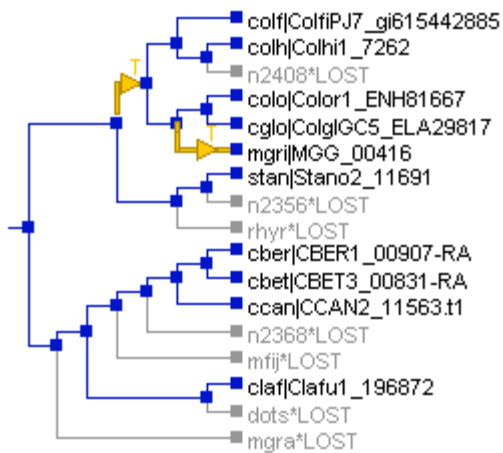 colf|ColfiPJ7_gi615442885
T
colh|Colhi1_7262
n2408*LOST
colo|Color1_ENH81667
cglo|ColglGC5_ELA29817
T
mgri|MGG_00416
stan|Stano2_11691
n2356*LOST
rhyr*LOST
cber|CBER1_00907-RA
cbet|CBET3_00831-RA
ccan|CCAN2_11563.t1
n2368*LOST
mfij*LOST
claf|Clafu1_196872
dots*LOST
mgra*LOST